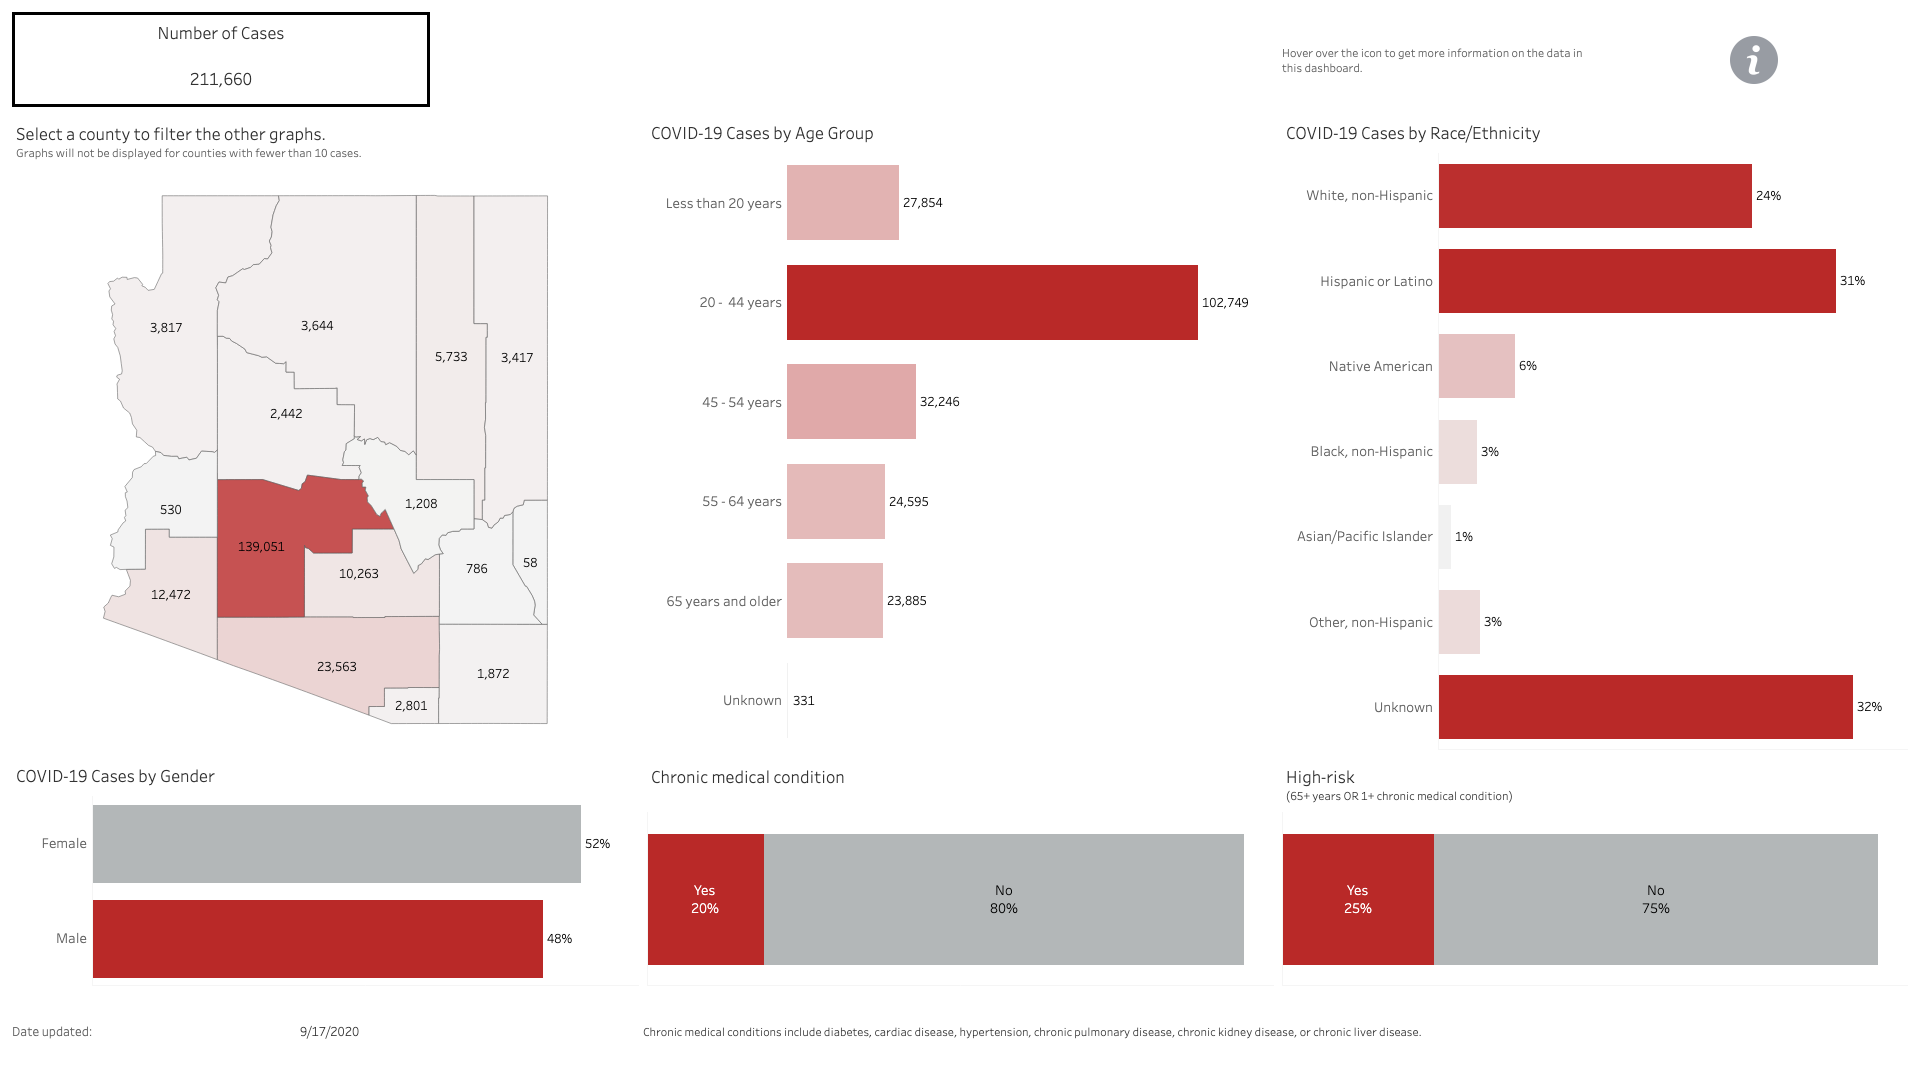 Number of Cases
211,660
Hover over the icon to get more information on the data in
this dashboard.
i
Select a county to filter the other graphs.
Graphs will not be displayed for counties with fewer than 10 cases.
3,817
3,644
5,733
3,417
2,442
530
1,208
139,051
10,263
786
58
12,472
23,563
1,872
2,801
COVID-19 Cases by Age Group
Less than 20 years 27,854
20 - 44 years 102,749
45 - 54 years 32,246
55 - 64 years 24,595
65 years and older 23,885
Unknown 331
COVID-19 Cases by Race/Ethnicity
White, non-Hispanic 24%
Hispanic or Latino 31%
Native American 6%
Black, non-Hispanic 3%
Asian/Pacific Islander 1%
Other, non-Hispanic 3%
Unknown 32%
COVID-19 Cases by Gender
Female 52%
Male 48%
Chronic medical condition
Yes
20%
No
80%
High-risk
(65+ years OR 1+ chronic medical condition)
Yes
25%
No
75%
Date updated: 9/17/2020
Chronic medical conditions include diabetes, cardiac disease, hypertension, chronic pulmonary disease, chronic kidney disease, or chronic liver disease.